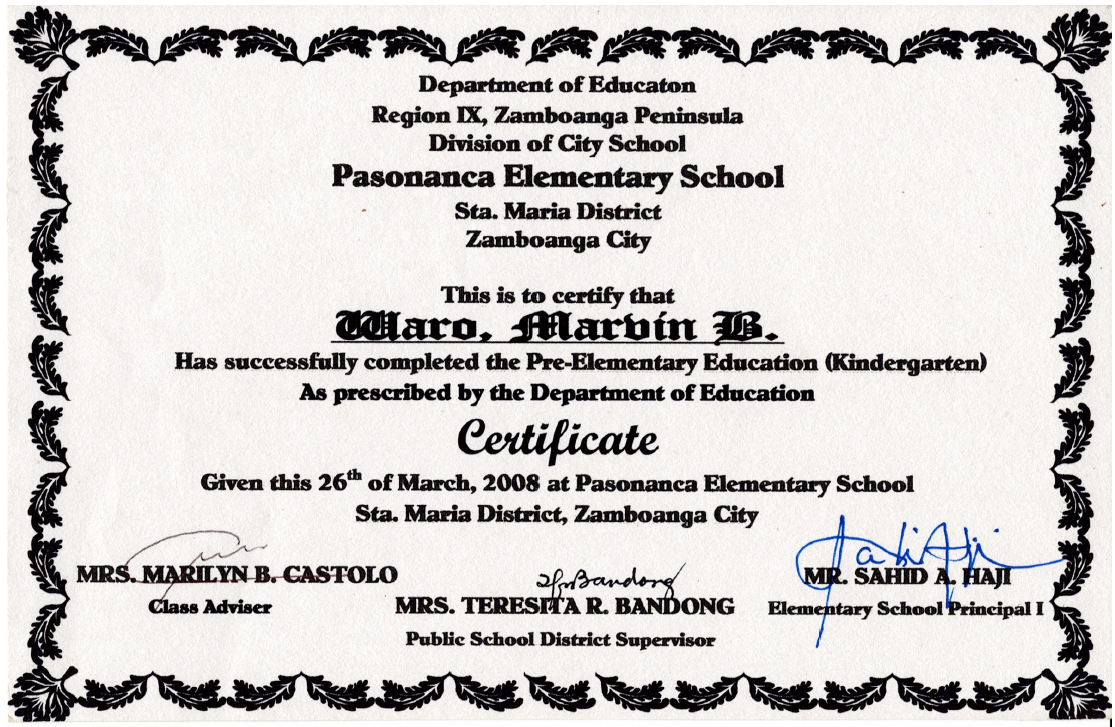 Department of Educaton
Region IX, Zamboanga Peninsula
Division of City School
Pasonanca Elementary School
Sta. Maria District
Zamboanga City
This is to certify that
Waro, Marvin B.
Has successfully completed the Pre-Elementary Education (Kindergarten)
As prescribed by the Department of Education
Certificate
Given this 26th of March, 2008 at Pasonanca Elementary School
Sta. Maria District, Zamboanga City
MRS. MARILYN B. CASTOLO
Class Adviser
MRS. TERESITA R. BANDONG
Public School District Supervisor
MR. SAHID A. HAJI
Elementary School Principal I